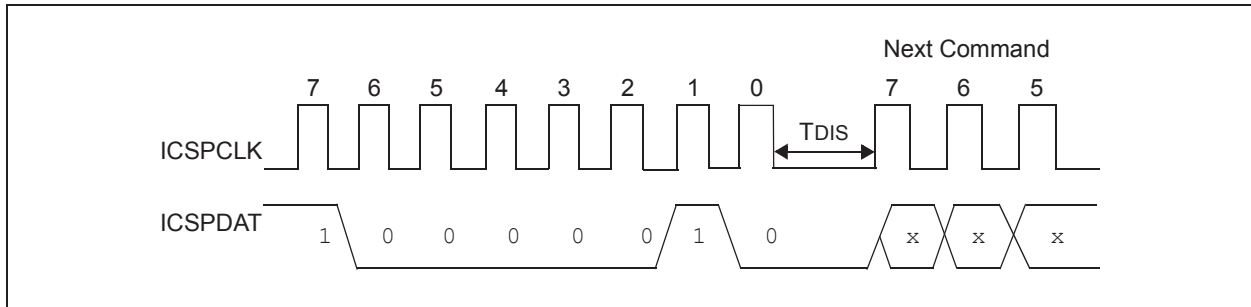 Next Command
7 6 5 4 3 2 1 0 7 6 5
TDIS
ICSPCLK
ICSPDAT
1 0 0 0 0 0 1 0 x x x